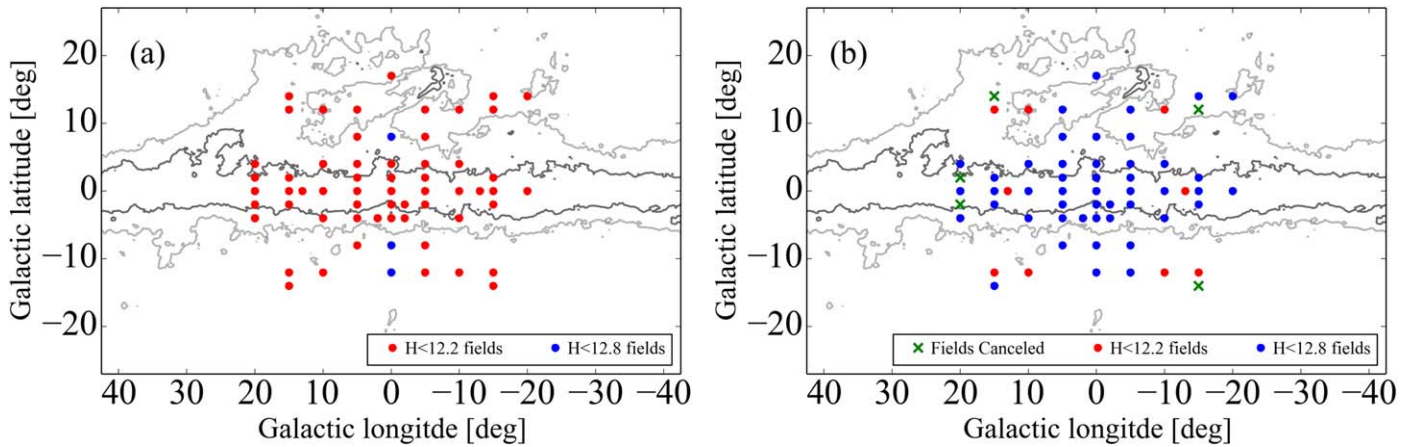 (a)
20
10
0
−10
−20
Galactic latitude [deg]
H<12.2 fields H<12.8 fields
40 30 20 10 0 −10 −20 −30 −40
Galactic longitde [deg]
(b)
20
10
0
−10
−20
Galactic latitude [deg]
Fields Canceled H<12.2 fields H<12.8 fields
40 30 20 10 0 −10 −20 −30 −40
Galactic longitde [deg]